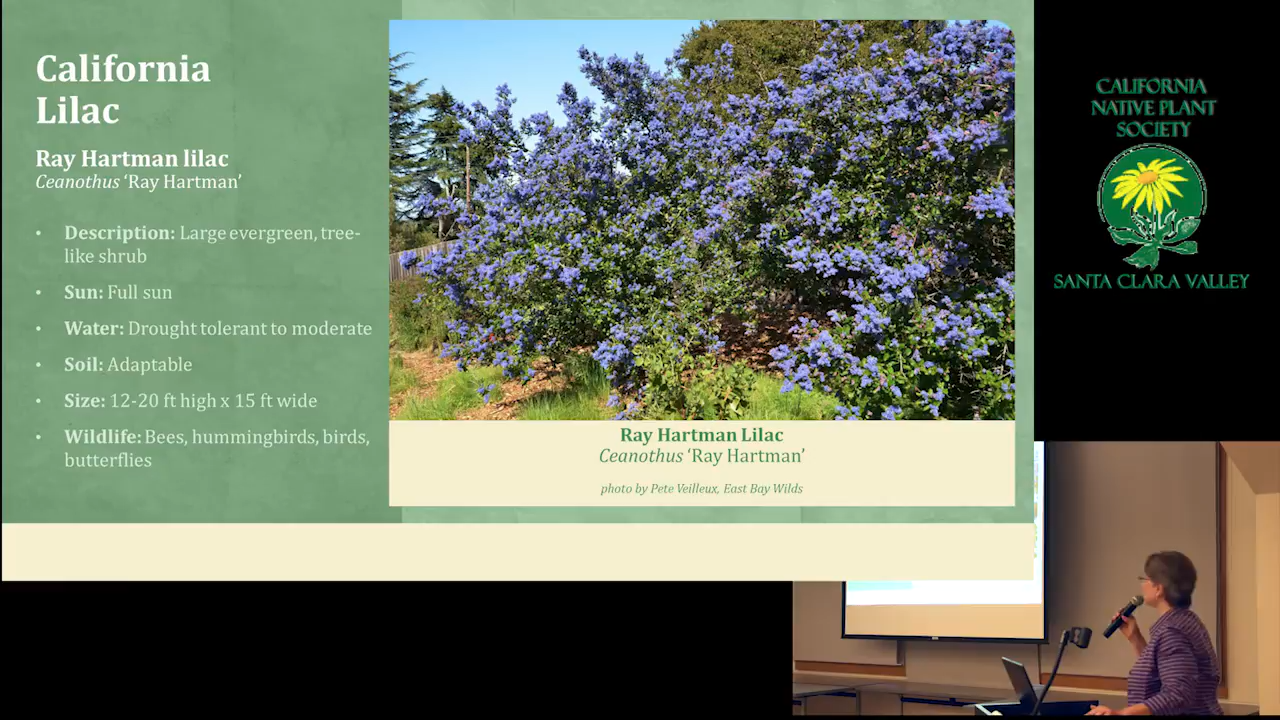 California
Lilac
Ray Hartman lilac
Ceanothus ‘Ray Hartman’
• Description: Large evergreen, tree-
like shrub
• Sun: Full sun
• Water: Drought tolerant to moderate
• Soil: Adaptable
• Size: 12-20 ft high x 15 ft wide
• Wildlife: Bees, hummingbirds, birds,
butterflies
Ray Hartman Lilac
Ceanothus ‘Ray Hartman’
photo by Pete Veilleux, East Bay Wilds
CALIFORNIA
NATIVE PLANT
SOCIETY
SANTA CLARA VALLEY